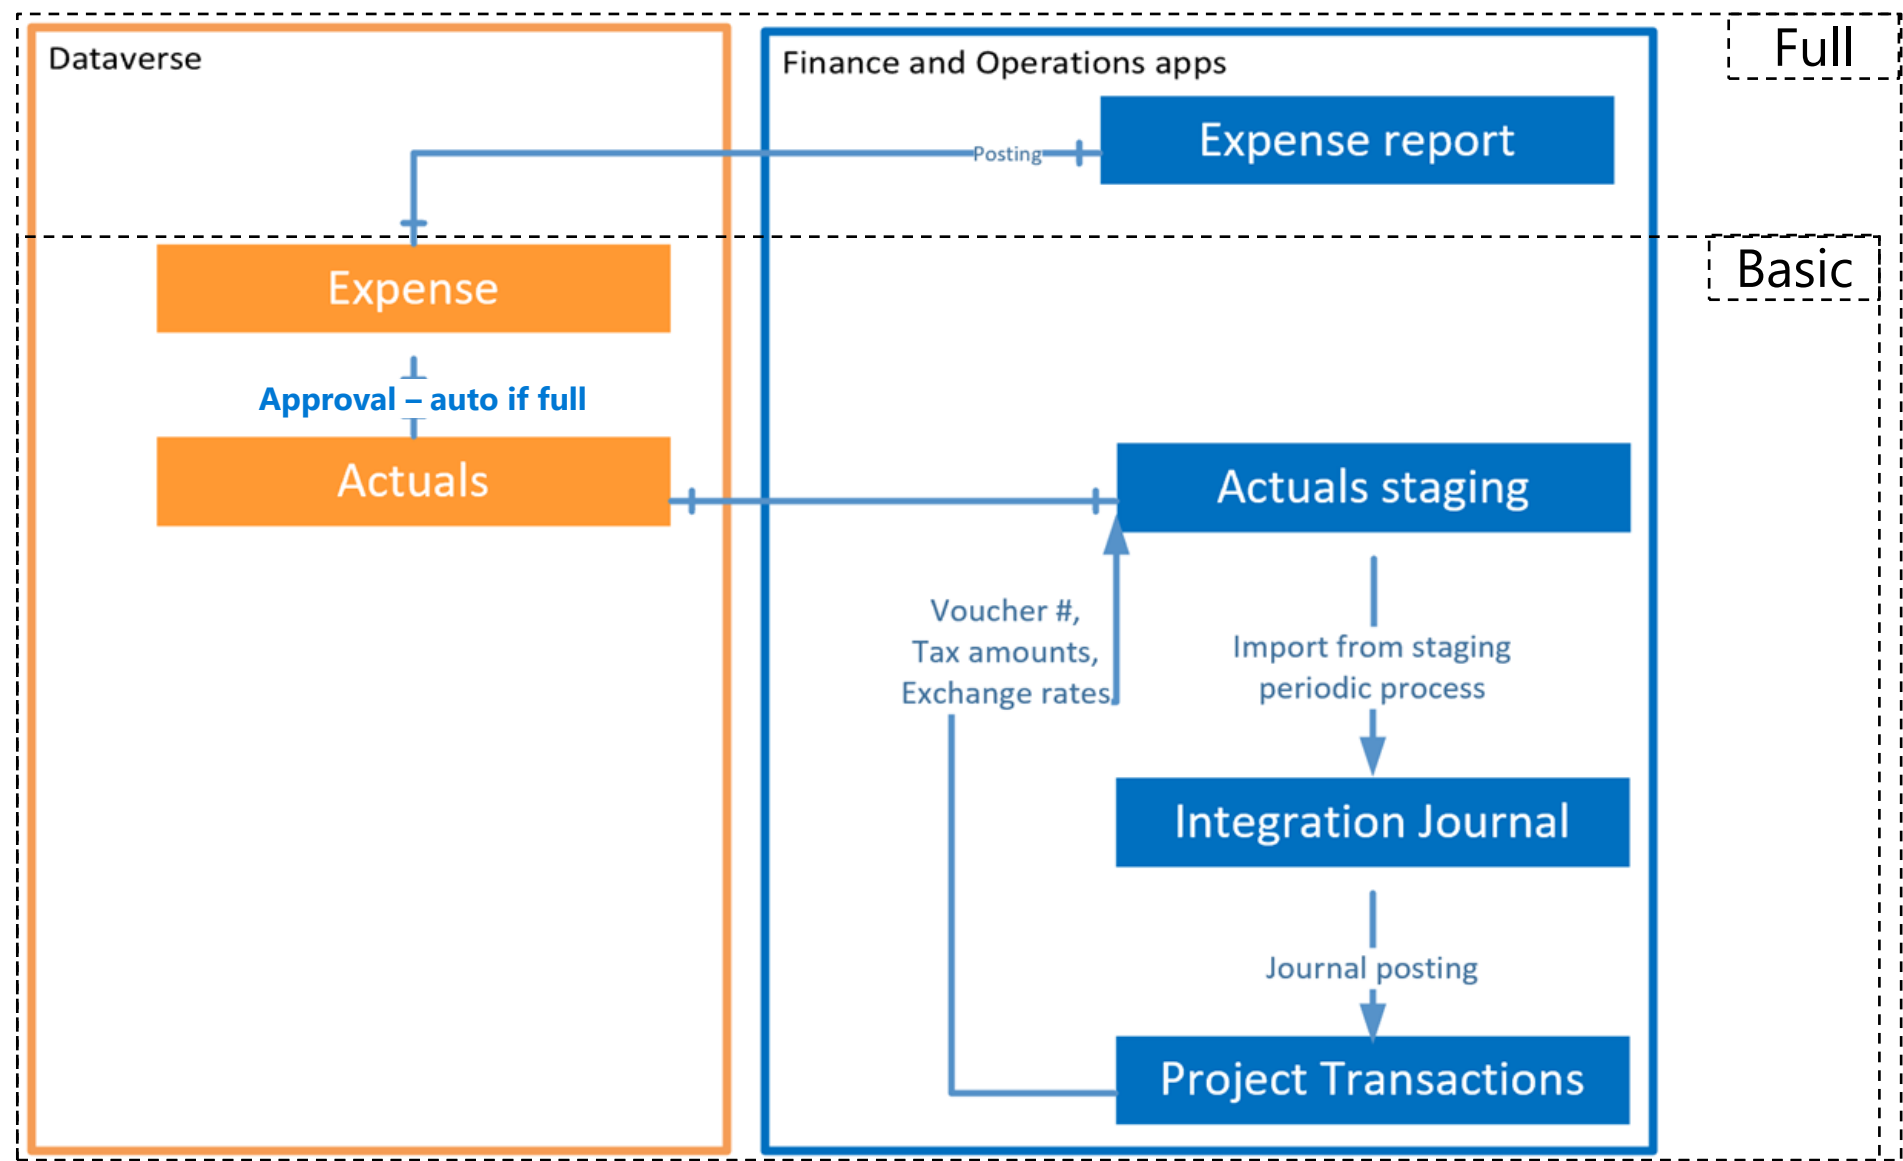 Full
Dataverse
Finance and Operations apps
Expense report
Posting
Basic
Expense
Approval – auto if full
Actuals
Actuals staging
Voucher #,
Tax amounts,
Exchange rates,
Import from staging
periodic process
Integration Journal
Journal posting
Project Transactions